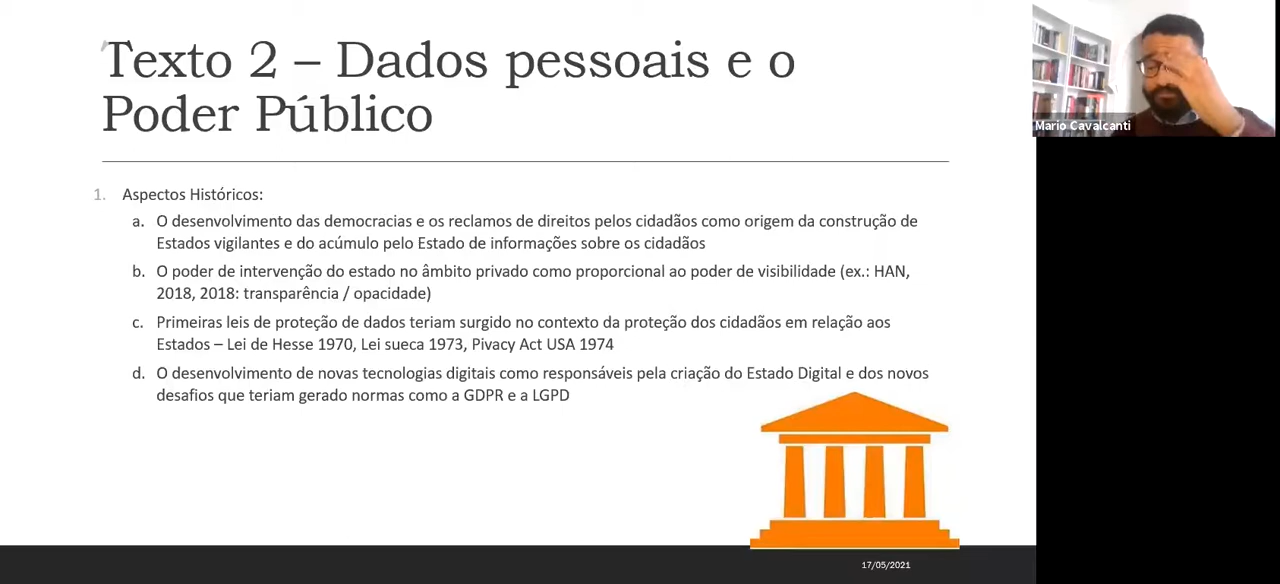 Texto 2 – Dados pessoais e o
Poder Público
Mario Cavalcanti
1. Aspectos Históricos:
a. O desenvolvimento das democracias e os reclamos de direitos pelos cidadãos como origem da construção de
Estados vigilantes e do acúmulo pelo Estado de informações sobre os cidadãos
b. O poder de intervenção do estado no âmbito privado como proporcional ao poder de visibilidade (ex.: HAN,
2018, 2018: transparência / opacidade)
c. Primeiras leis de proteção de dados teriam surgido no contexto da proteção dos cidadãos em relação aos
Estados – Lei de Hesse 1970, Lei sueca 1973, Pivacy Act USA 1974
d. O desenvolvimento de novas tecnologias digitais como responsáveis pela criação do Estado Digital e dos novos
desafios que teriam gerado normas como a GDPR e a LGPD
17/05/2021